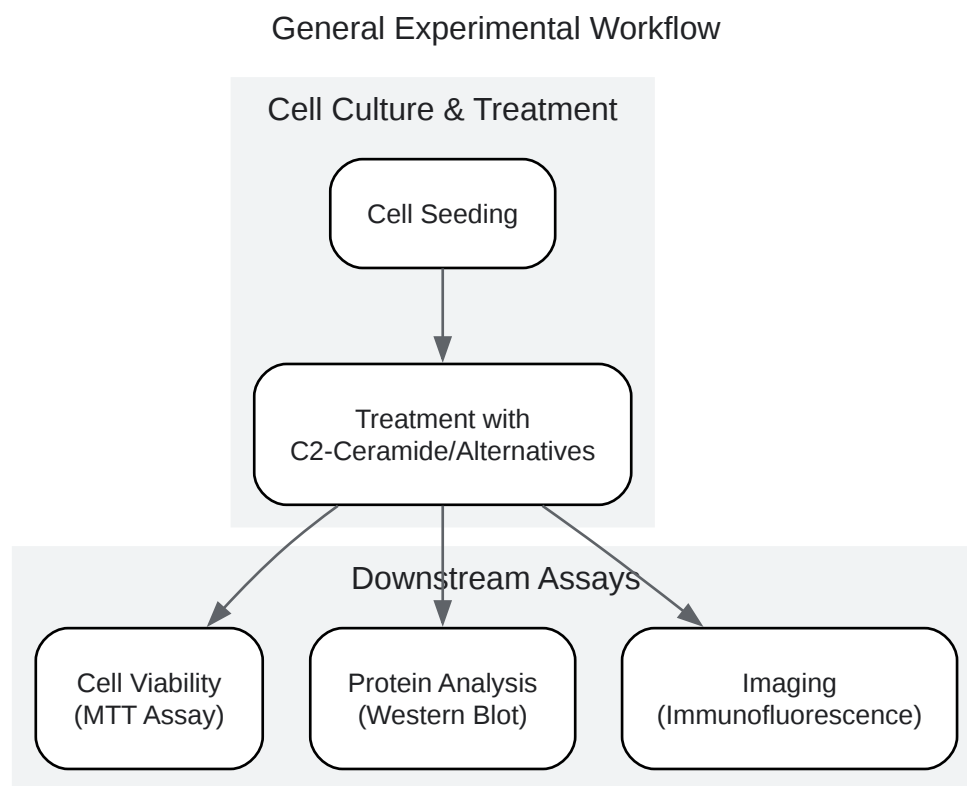 General Experimental Workflow
Cell Culture & Treatment
Cell Seeding
Treatment with
C2-Ceramide/Alternatives
Downstream Assays
Cell Viability
(MTT Assay)
Protein Analysis
(Western Blot)
Imaging
(Immunofluorescence)